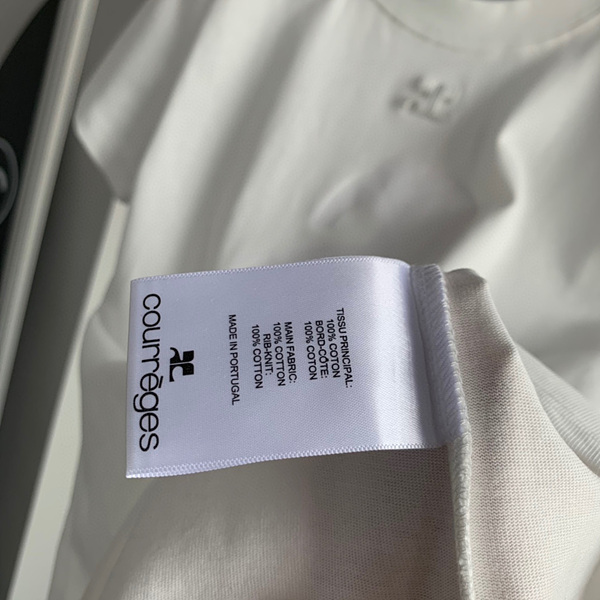 TISSU PRINCIPAL:
100% COTON
BORD-CÔTE:
100% COTON
MAIN FABRIC:
100% COTTON
RIB-KNIT:
100% COTTON
MADE IN PORTUGAL
AC
courrèges